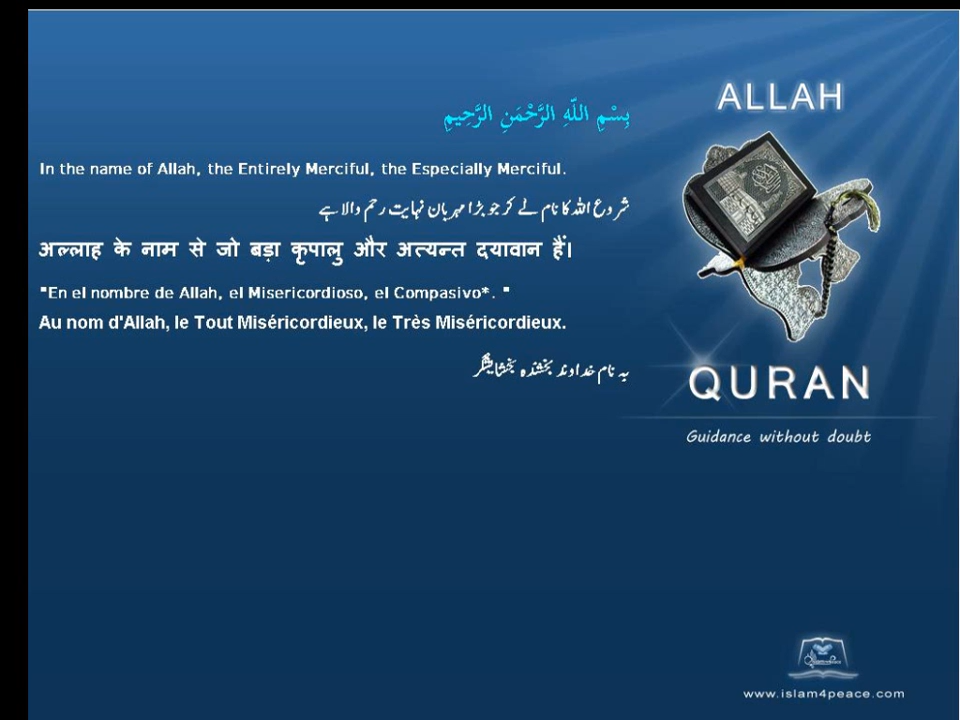 بِسْمِ اللَّهِ الرَّحْمَنِ الرَّحِيمِ
In the name of Allah, the Entirely Merciful, the Especially Merciful.
شروع الله کا نام لے کر جو بڑا مہربان نہایت رحم والا ہے
अल्लाह के नाम से जो बड़ा कृपालु और अत्यन्त दयावान हैं।
"En el nombre de Allah, el Misericordioso, el Compasivo*. "
Au nom d'Allah, le Tout Miséricordieux, le Très Miséricordieux.
به نام خداوند بخشنده بخشایشگر
ALLAH
QURAN
Guidance without doubt
www.islam4peace.com